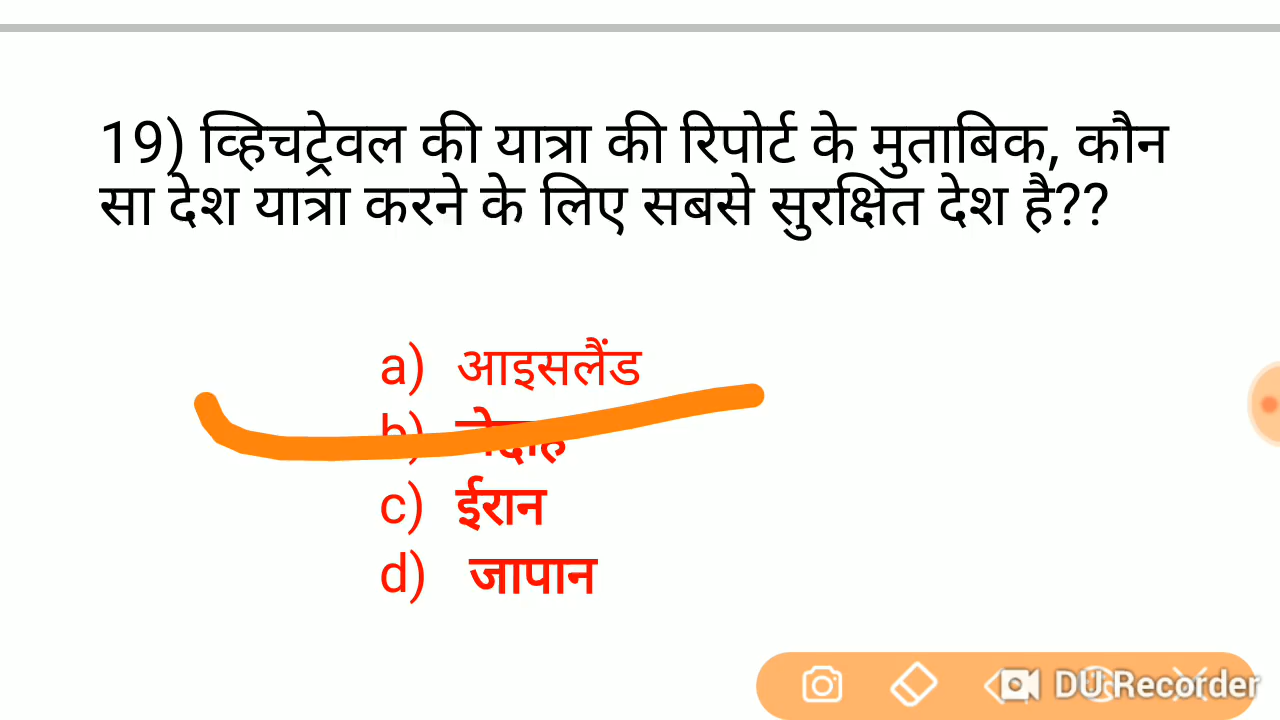 19) व्हिचट्रेवल की यात्रा की रिपोर्ट के मुताबिक, कौन
सा देश यात्रा करने के लिए सबसे सुरक्षित देश है??
a) आइसलैंड
b)
c) ईरान
d) जापान
DU Recorder